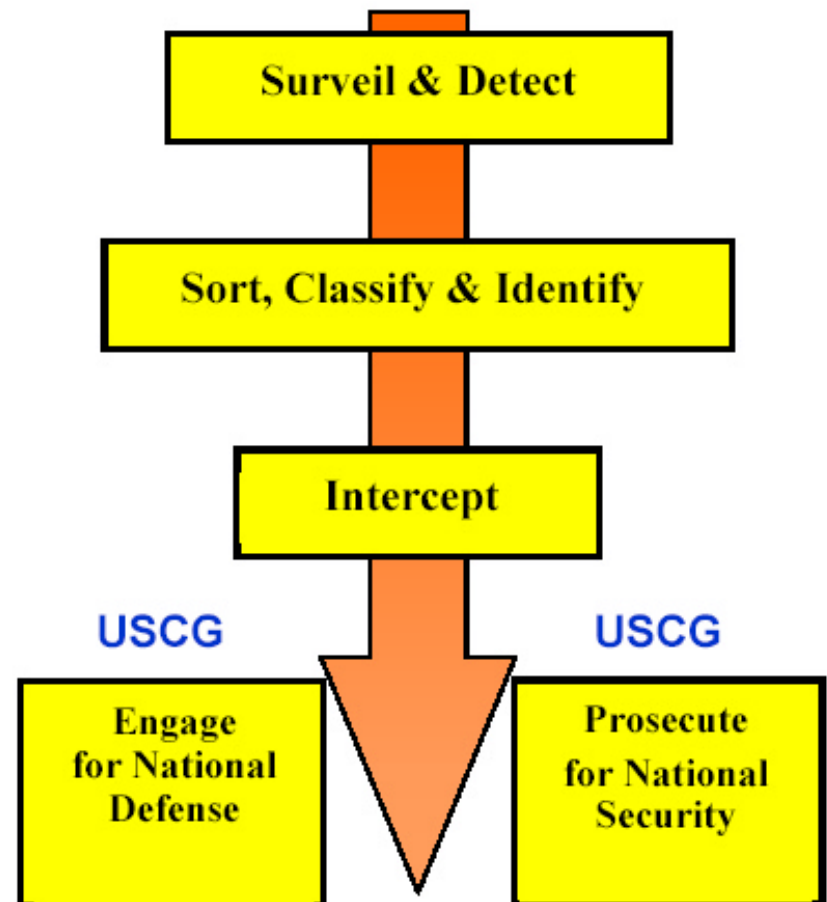 Surveil & Detect
Sort, Classify & Identify
Intercept
USCG
Engage
for National
Defense
USCG
Prosecute
for National
Security